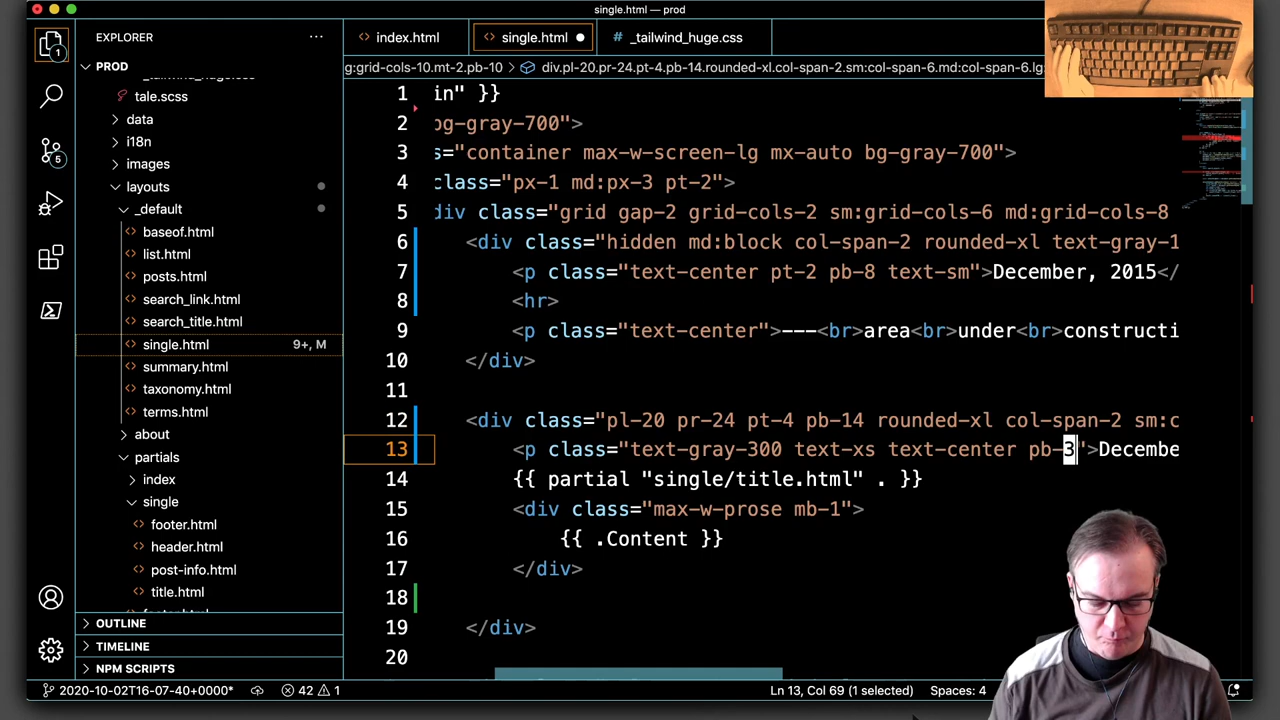 single.html — prod
EXPLORER
index.html
single.html
# _tailwind_huge.css
PROD
g:grid-cols-10.mt-2.pb-10 > div.pl-20.pr-24.pt-4.pb-14.rounded-xl.col-span-2.sm:col-span-6.md:col-span-6.lg:
_tailwind_huge.css
tale.scss
data
i18n
images
layouts
_default
baseof.html
list.html
posts.html
search_link.html
search_title.html
single.html 9+, M
summary.html
taxonomy.html
terms.html
about
partials
index
single
footer.html
header.html
post-info.html
title.html
OUTLINE
TIMELINE
NPM SCRIPTS
1
5
1 in" }}
2 bg-gray-700">
3 s="container max-w-screen-lg mx-auto bg-gray-700">
4 class="px-1 md:px-3 pt-2">
5 div class="grid gap-2 grid-cols-2 sm:grid-cols-6 md:grid-cols-8
6 <div class="hidden md:block col-span-2 rounded-xl text-gray-1
7 <p class="text-center pt-2 pb-8 text-sm">December, 2015</
8 <hr>
9 <p class="text-center">---<br>area<br>under<br>constructi
10 </div>
11
12 <div class="pl-20 pr-24 pt-4 pb-14 rounded-xl col-span-2 sm:c
13 <p class="text-gray-300 text-xs text-center pb-3">Decembe
14 {{ partial "single/title.html" . }}
15 <div class="max-w-prose mb-1">
16 {{ .Content }}
17 </div>
18
19 </div>
20
2020-10-02T16-07-40+0000* 42 1 Ln 13, Col 69 (1 selected) Spaces: 4